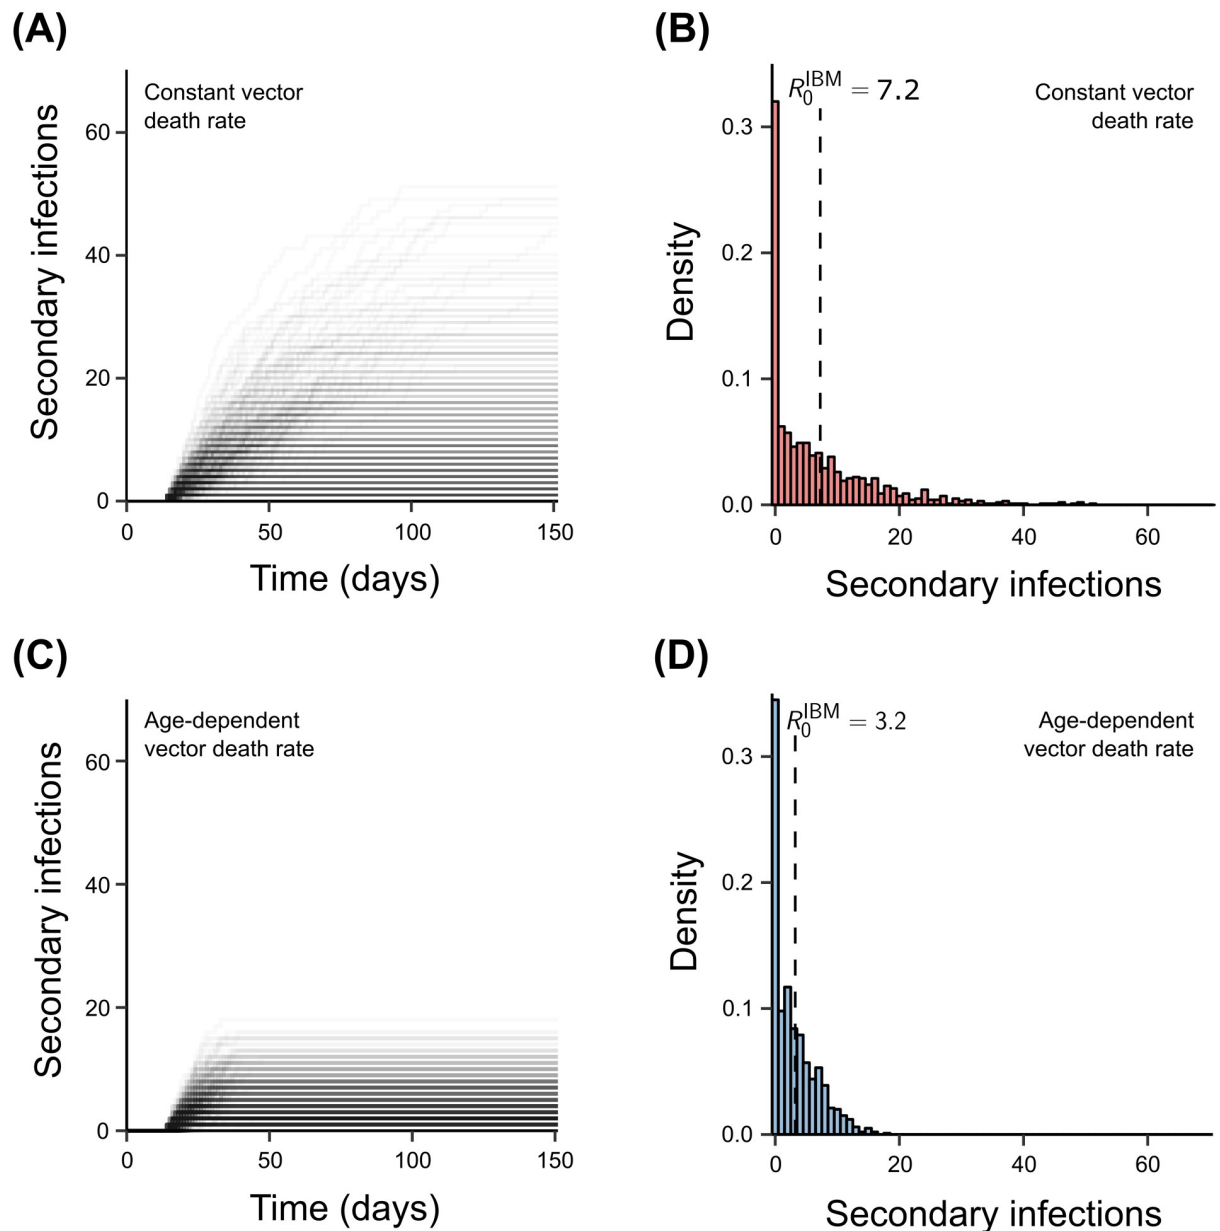 (A)
Constant vector
death rate
Secondary infections
60
40
20
0
0 50 100 150
Time (days)
(B)
R₀ᴵᴮᴹ = 7.2
Constant vector
death rate
Density
0.3
0.2
0.1
0.0
0 20 40 60
Secondary infections
(C)
Age-dependent
vector death rate
Secondary infections
60
40
20
0
0 50 100 150
Time (days)
(D)
R₀ᴵᴮᴹ = 3.2
Age-dependent
vector death rate
Density
0.3
0.2
0.1
0.0
0 20 40 60
Secondary infections